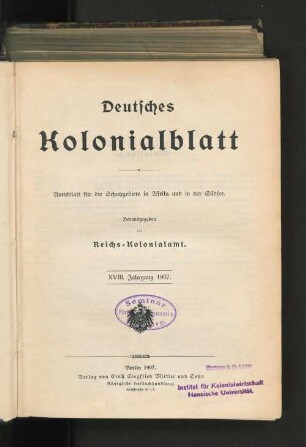 Deutsches
Kolonialblatt
Amtsblatt für die Schutzgebiete in Afrika und in der Südsee.
Herausgegeben
vom
Reichs-Kolonialamt.
XVIII. Jahrgang 1907.
Seminar
Berlin 1907.
Verlag von Ernst Siegfried Mittler und Sohn
Königliche Hofbuchhandlung
Institut für Kolonialwirtschaft
Hansische Universität.